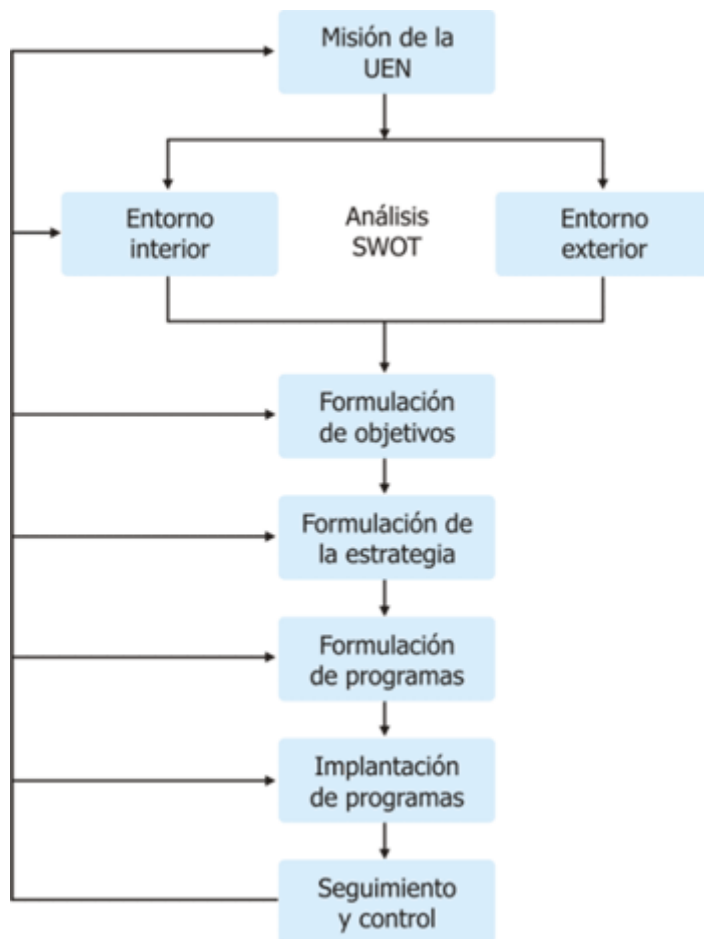 Misión de la
UEN
Entorno
interior
Análisis
SWOT
Entorno
exterior
Formulación
de objetivos
Formulación de
la estrategia
Formulación
de programas
Implantación
de programas
Seguimiento
y control